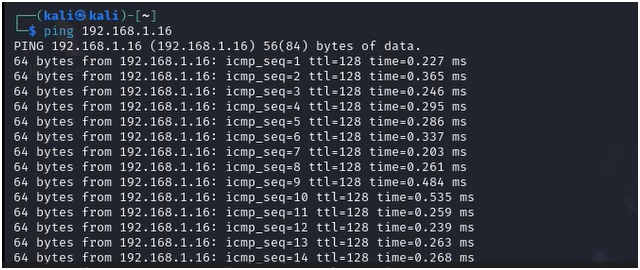 ┌──(kali㉿kali)-[~]
└─$ ping 192.168.1.16
PING 192.168.1.16 (192.168.1.16) 56(84) bytes of data.
64 bytes from 192.168.1.16: icmp_seq=1 ttl=128 time=0.227 ms
64 bytes from 192.168.1.16: icmp_seq=2 ttl=128 time=0.365 ms
64 bytes from 192.168.1.16: icmp_seq=3 ttl=128 time=0.246 ms
64 bytes from 192.168.1.16: icmp_seq=4 ttl=128 time=0.295 ms
64 bytes from 192.168.1.16: icmp_seq=5 ttl=128 time=0.286 ms
64 bytes from 192.168.1.16: icmp_seq=6 ttl=128 time=0.337 ms
64 bytes from 192.168.1.16: icmp_seq=7 ttl=128 time=0.203 ms
64 bytes from 192.168.1.16: icmp_seq=8 ttl=128 time=0.261 ms
64 bytes from 192.168.1.16: icmp_seq=9 ttl=128 time=0.484 ms
64 bytes from 192.168.1.16: icmp_seq=10 ttl=128 time=0.535 ms
64 bytes from 192.168.1.16: icmp_seq=11 ttl=128 time=0.259 ms
64 bytes from 192.168.1.16: icmp_seq=12 ttl=128 time=0.239 ms
64 bytes from 192.168.1.16: icmp_seq=13 ttl=128 time=0.263 ms
64 bytes from 192.168.1.16: icmp_seq=14 ttl=128 time=0.268 ms